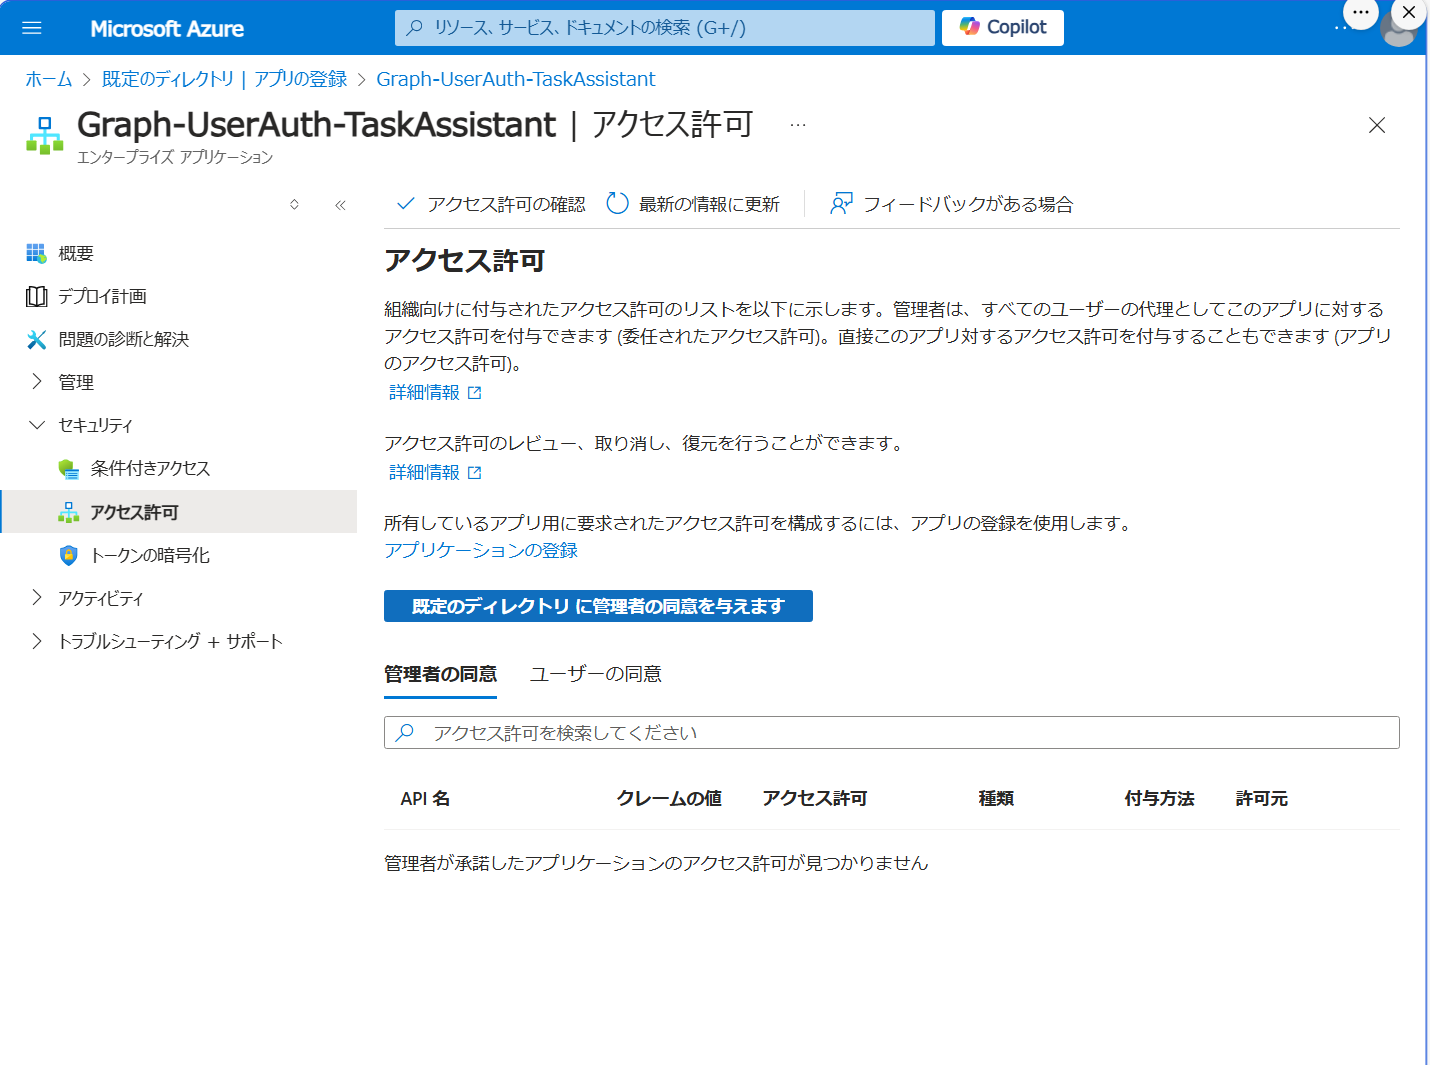 Microsoft Azure
リソース、サービス、ドキュメントの検索 (G+/)
Copilot
ホーム > 既定のディレクトリ | アプリの登録 > Graph-UserAuth-TaskAssistant
Graph-UserAuth-TaskAssistant | アクセス許可 ...
エンタープライズ アプリケーション
アクセス許可の確認
最新の情報に更新
フィードバックがある場合
概要
デプロイ計画
問題の診断と解決
管理
セキュリティ
条件付きアクセス
アクセス許可
トークンの暗号化
アクティビティ
トラブルシューティング + サポート
アクセス許可
組織向けに付与されたアクセス許可のリストを以下に示します。管理者は、すべてのユーザーの代理としてこのアプリに対する
アクセス許可を付与できます (委任されたアクセス許可)。直接このアプリ対するアクセス許可を付与することもできます (アプリ
のアクセス許可)。
詳細情報
アクセス許可のレビュー、取り消し、復元を行うことができます。
詳細情報
所有しているアプリ用に要求されたアクセス許可を構成するには、アプリの登録を使用します。
アプリケーションの登録
既定のディレクトリ に管理者の同意を与えます
管理者の同意 ユーザーの同意
アクセス許可を検索してください
API 名 クレームの値 アクセス許可 種類 付与方法 許可元
管理者が承諾したアプリケーションのアクセス許可が見つかりません